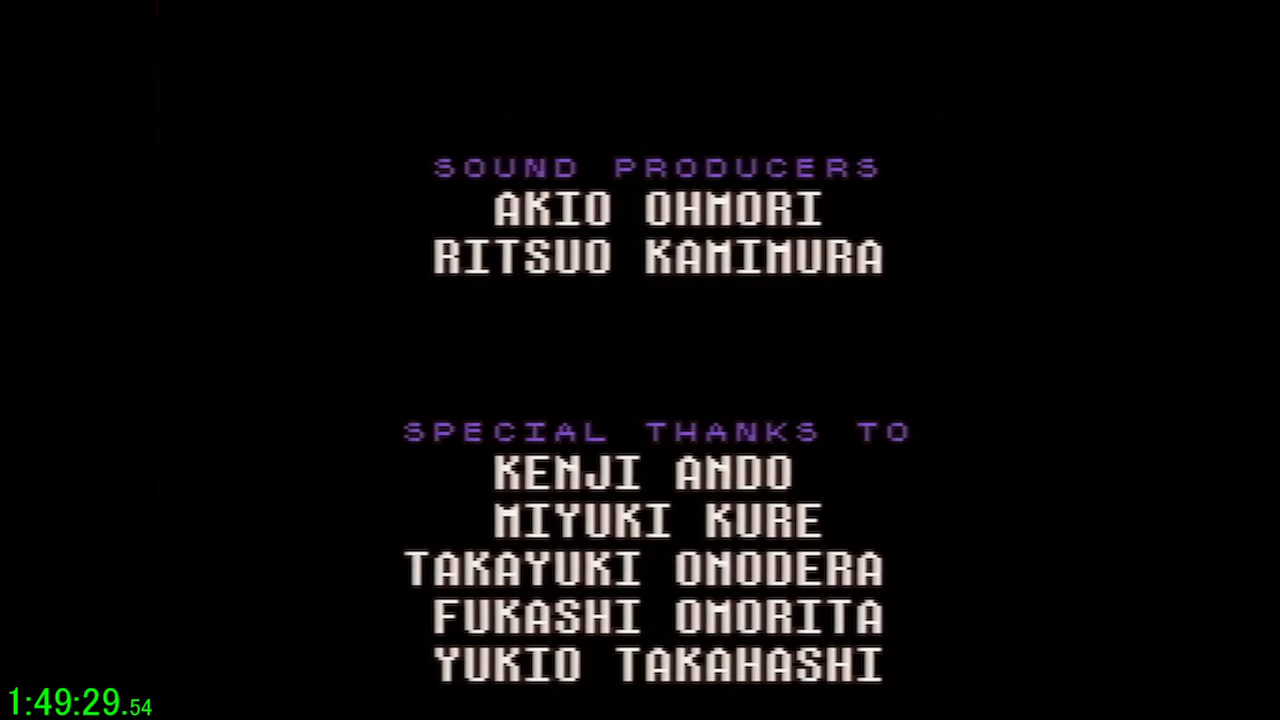 SOUND PRODUCERS
AKIO OHMORI
RITSUO KAMIMURA
SPECIAL THANKS TO
KENJI ANDO
MIYUKI KURE
TAKAYUKI ONODERA
FUKASHI OMORITA
YUKIO TAKAHASHI
1:49:29.54